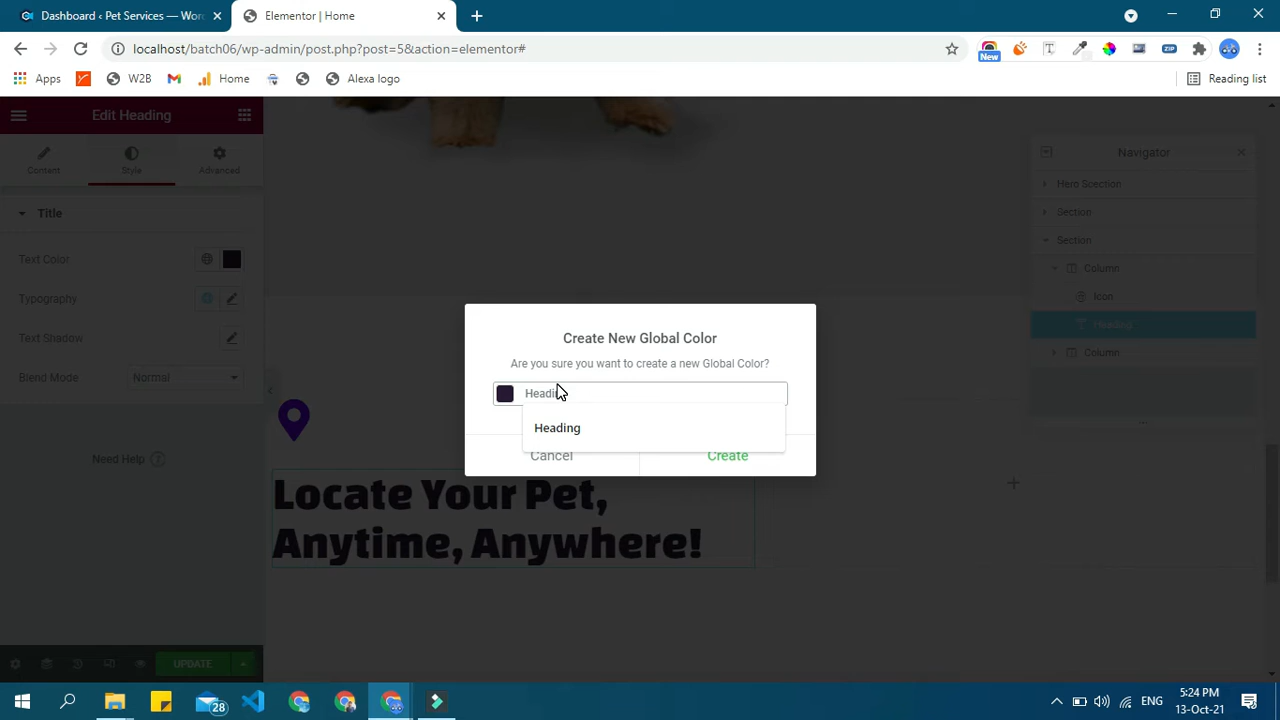 Dashboard ‹ Pet Services — Wor
Elementor | Home
localhost/batch06/wp-admin/post.php?post=5&action=elementor#
New
ZIP
Apps
W2B
Home
Alexa logo
Reading list
Edit Heading
Content
Style
Advanced
Title
Text Color
Typography
Text Shadow
Blend Mode
Normal
Need Help
UPDATE
Navigator
Hero Scection
Section
Section
Column
Icon
Heading
Column
Create New Global Color
Are you sure you want to create a new Global Color?
Heading
Heading
Cancel
Create
Locate Your Pet,
Anytime, Anywhere!
28
ENG
5:24 PM
13-Oct-21